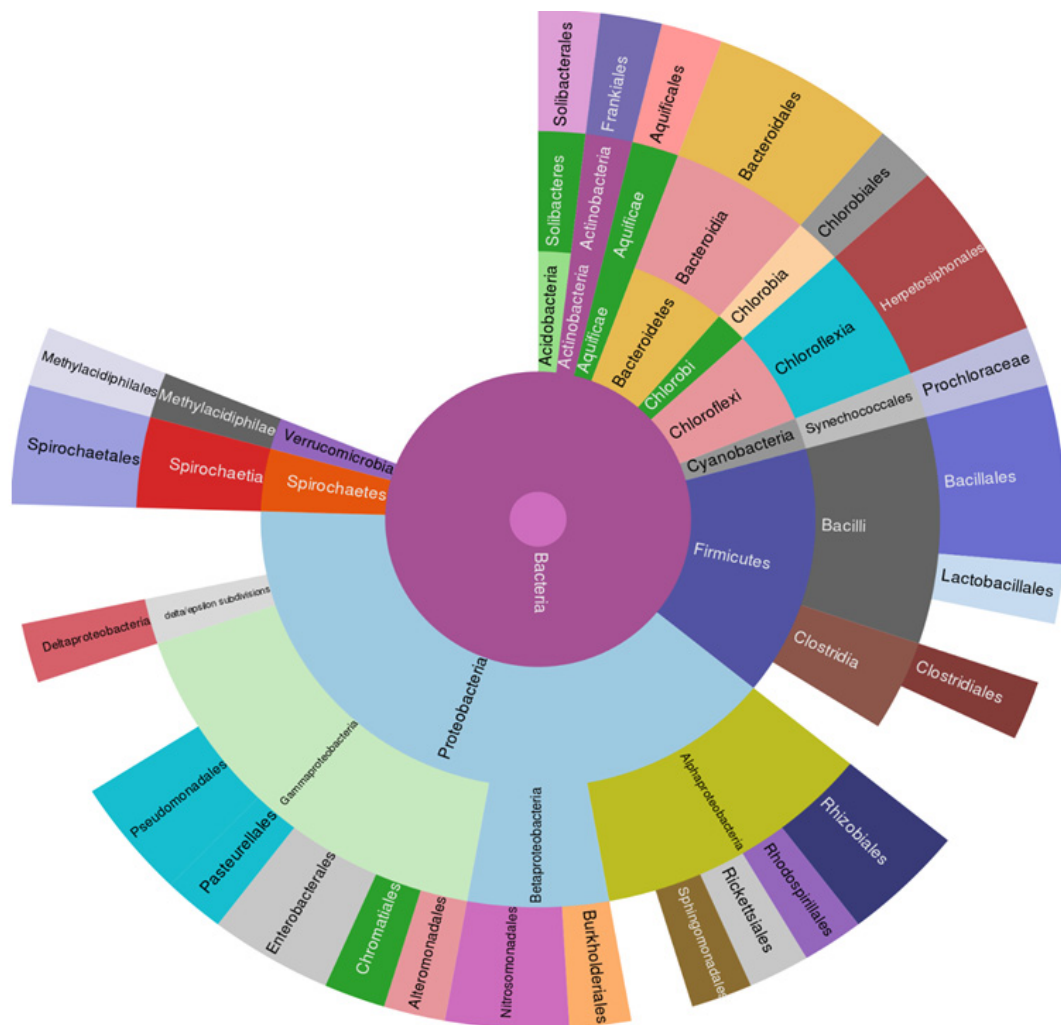 Bacteria
Acidobacteria
Solibacteres
Solibacterales
Actinobacteria
Actinobacteria
Frankiales
Aquificae
Aquificae
Aquificales
Bacteroidetes
Bacteroidia
Bacteroidales
Chlorobi
Chlorobia
Chlorobiales
Chloroflexi
Chloroflexia
Herpetosiphonales
Cyanobacteria
Synechococcales
Prochloraceae
Firmicutes
Bacilli
Bacillales
Lactobacillales
Clostridia
Clostridiales
Proteobacteria
Alphaproteobacteria
Rhizobiales
Rhodospirillales
Rickettsiales
Sphingomonadales
Betaproteobacteria
Burkholderiales
Nitrosomonadales
Gammaproteobacteria
Alteromonadales
Chromatiales
Enterobacterales
Pasteurellales
Pseudomonadales
delta/epsilon subdivisions
Deltaproteobacteria
Spirochaetes
Spirochaetia
Spirochaetales
Verrucomicrobia
Methylacidiphilae
Methylacidiphilales